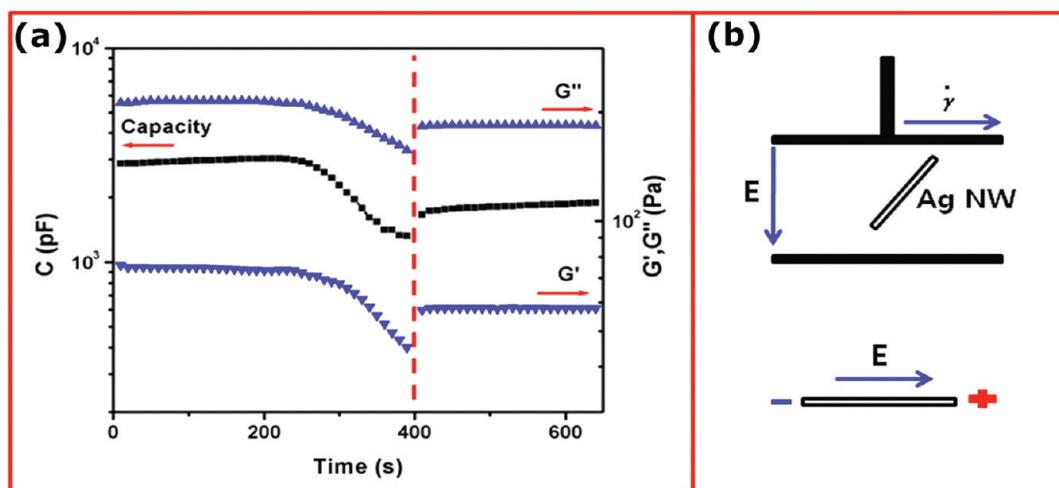 (a)
10⁴
10³
C (pF)
Capacity
G"
G'
10²
G',G" (Pa)
0
200
400
600
Time (s)
(b)
γ̇
E
Ag NW
E
-
+